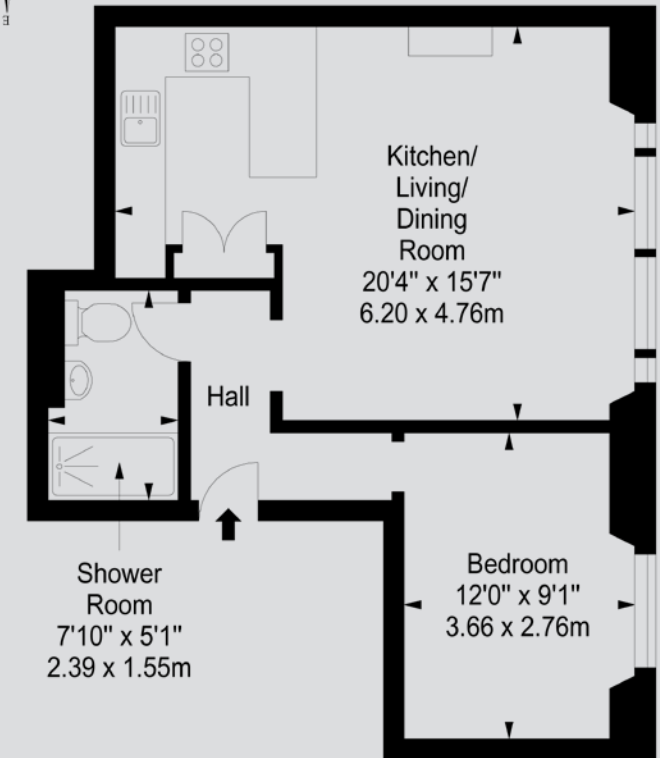 Kitchen/
Living/
Dining
Room
20'4" x 15'7"
6.20 x 4.76m
Hall
Bedroom
12'0" x 9'1"
3.66 x 2.76m
Shower
Room
7'10" x 5'1"
2.39 x 1.55m